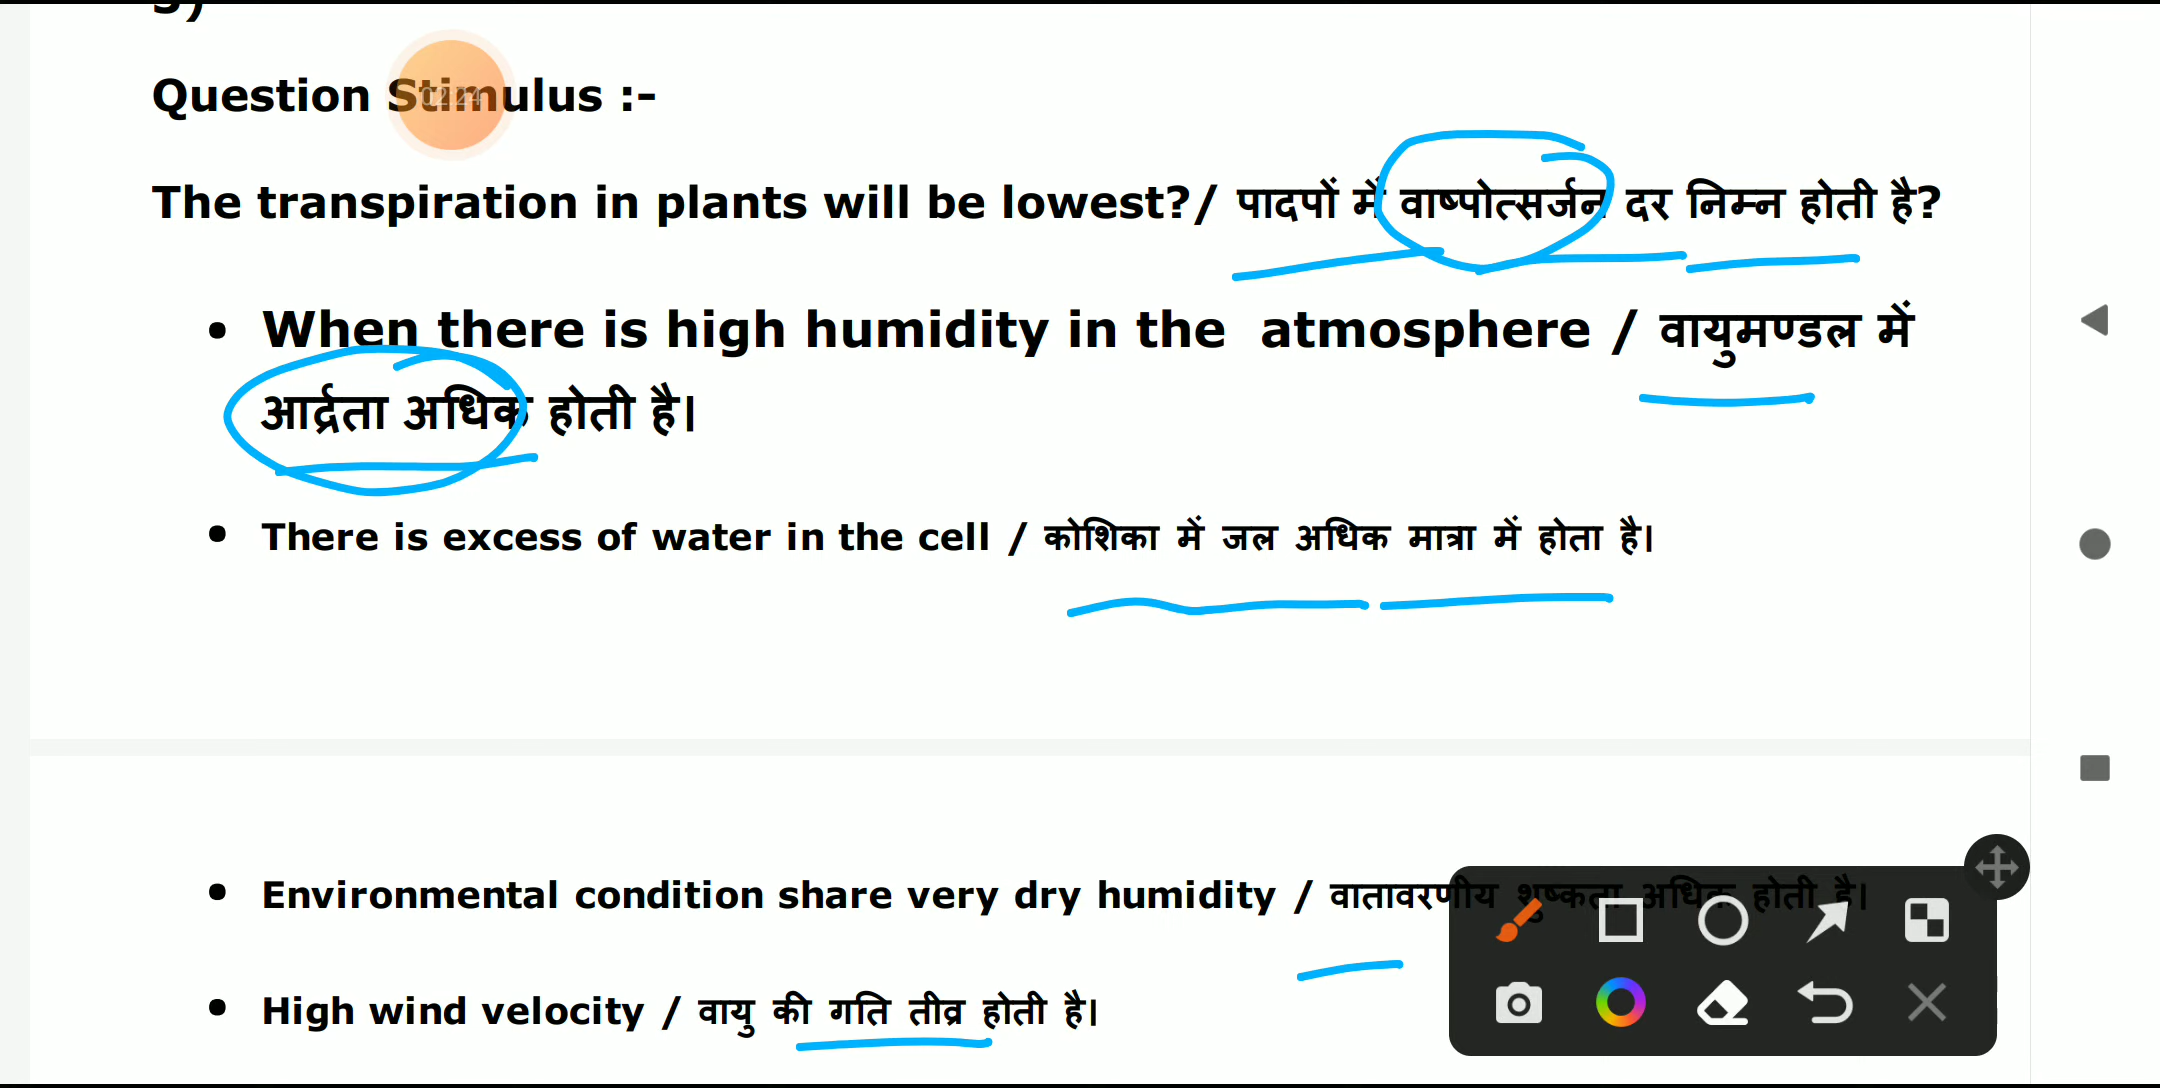 Question Stimulus :-
02:24
The transpiration in plants will be lowest?/ पादपों में वाष्पोत्सर्जन दर निम्न होती है?
• When there is high humidity in the atmosphere / वायुमण्डल में
आर्द्रता अधिक होती है।
• There is excess of water in the cell / कोशिका में जल अधिक मात्रा में होता है।
• Environmental condition share very dry humidity / वातावरणीय शुष्कता अधिक होती है।
• High wind velocity / वायु की गति तीव्र होती है।